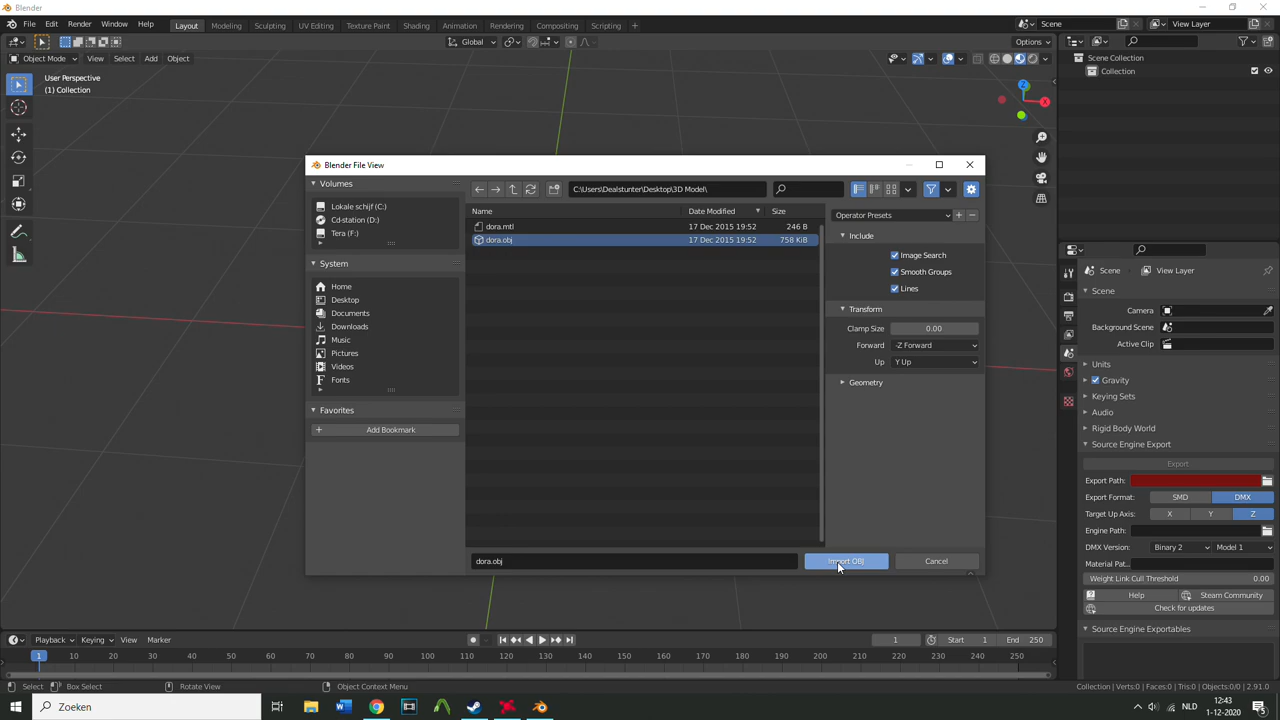 Blender
File Edit Render Window Help Layout Modeling Sculpting UV Editing Texture Paint Shading Animation Rendering Compositing Scripting + Scene View Layer
Global Options
Object Mode View Select Add Object
User Perspective
(1) Collection
Z
X
Scene Collection
Collection
Blender File View
Volumes
Lokale schijf (C:)
Cd-station (D:)
Tera (F:)
System
Home
Desktop
Documents
Downloads
Music
Pictures
Videos
Fonts
Favorites
+ Add Bookmark
C:\Users\Dealstunter\Desktop\3D Model\
Name Date Modified Size
dora.mtl 17 Dec 2015 19:52 246 B
dora.obj 17 Dec 2015 19:52 758 KiB
Operator Presets
Include
Image Search
Smooth Groups
Lines
Transform
Clamp Size 0.00
Forward -Z Forward
Up Y Up
Geometry
dora.obj Import OBJ Cancel
Scene View Layer
Scene
Camera
Background Scene
Active Clip
Units
Gravity
Keying Sets
Audio
Rigid Body World
Source Engine Export
Export
Export Path:
Export Format: SMD DMX
Target Up Axis: X Y Z
Engine Path:
DMX Version: Binary 2 Model 1
Material Pat..
Weight Link Cull Threshold 0.00
Help Steam Community
Check for updates
Source Engine Exportables
Playback Keying View Marker 1 Start 1 End 250
1 10 20 30 40 50 60 70 80 90 100 110 120 130 140 150 160 170 180 190 200 210 220 230 240 250
Select Box Select Rotate View Object Context Menu Collection | Verts:0 | Faces:0 | Tris:0 | Objects:0/0 | 2.91.0
Zoeken NLD 12:43
1-12-2020